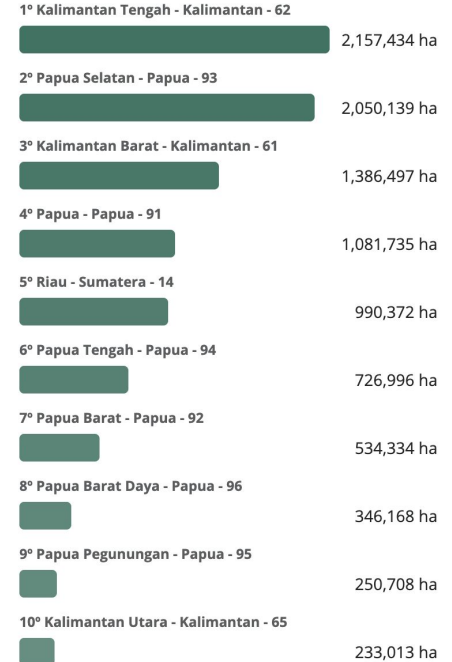 1º Kalimantan Tengah - Kalimantan - 62
2,157,434 ha
2º Papua Selatan - Papua - 93
2,050,139 ha
3º Kalimantan Barat - Kalimantan - 61
1,386,497 ha
4º Papua - Papua - 91
1,081,735 ha
5º Riau - Sumatera - 14
990,372 ha
6º Papua Tengah - Papua - 94
726,996 ha
7º Papua Barat - Papua - 92
534,334 ha
8º Papua Barat Daya - Papua - 96
346,168 ha
9º Papua Pegunungan - Papua - 95
250,708 ha
10º Kalimantan Utara - Kalimantan - 65
233,013 ha